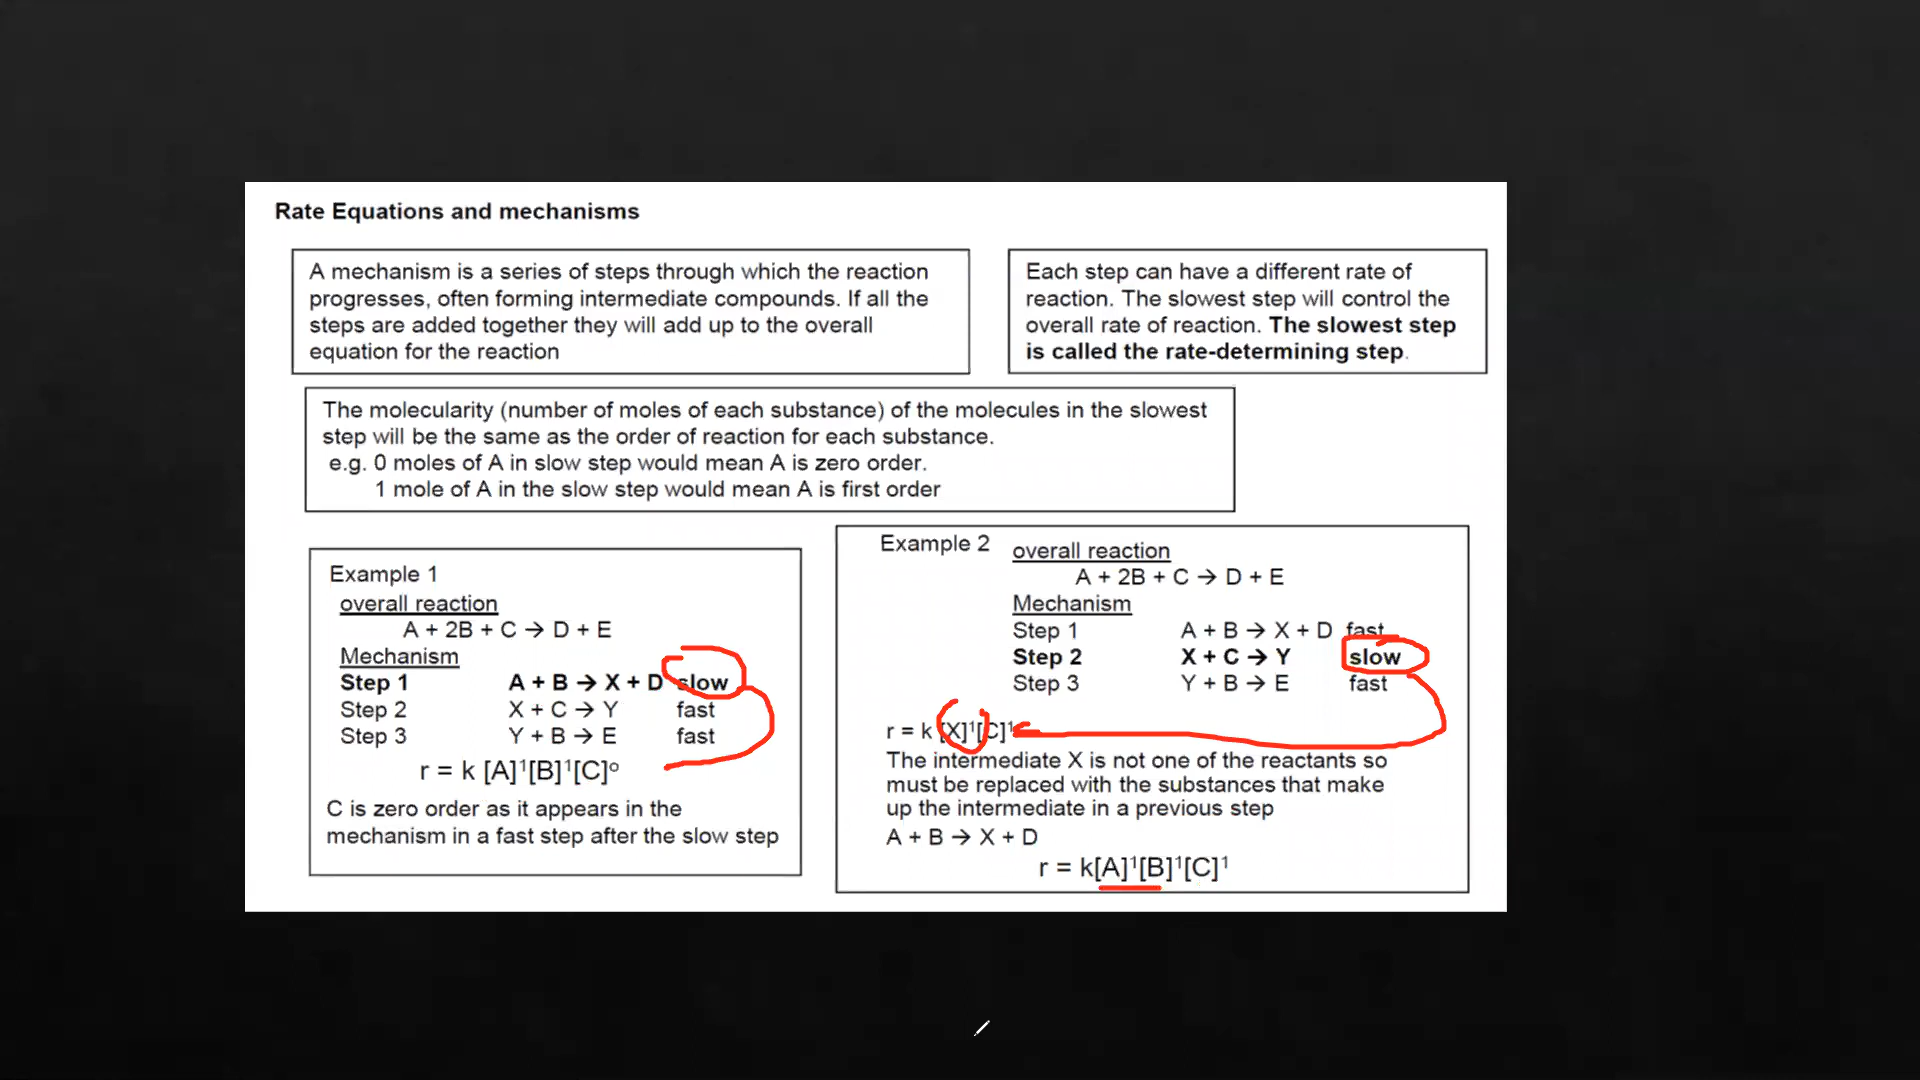 Rate Equations and mechanisms
A mechanism is a series of steps through which the reaction
progresses, often forming intermediate compounds. If all the
steps are added together they will add up to the overall
equation for the reaction
Each step can have a different rate of
reaction. The slowest step will control the
overall rate of reaction. The slowest step
is called the rate-determining step.
The molecularity (number of moles of each substance) of the molecules in the slowest
step will be the same as the order of reaction for each substance.
e.g. 0 moles of A in slow step would mean A is zero order.
1 mole of A in the slow step would mean A is first order
Example 1
overall reaction
A + 2B + C → D + E
Mechanism
Step 1 A + B → X + D slow
Step 2 X + C → Y fast
Step 3 Y + B → E fast
r = k [A]¹[B]¹[C]⁰
C is zero order as it appears in the
mechanism in a fast step after the slow step
Example 2
overall reaction
A + 2B + C → D + E
Mechanism
Step 1 A + B → X + D fast
Step 2 X + C → Y slow
Step 3 Y + B → E fast
r = k [X]¹[C]¹
The intermediate X is not one of the reactants so
must be replaced with the substances that make
up the intermediate in a previous step
A + B → X + D
r = k[A]¹[B]¹[C]¹